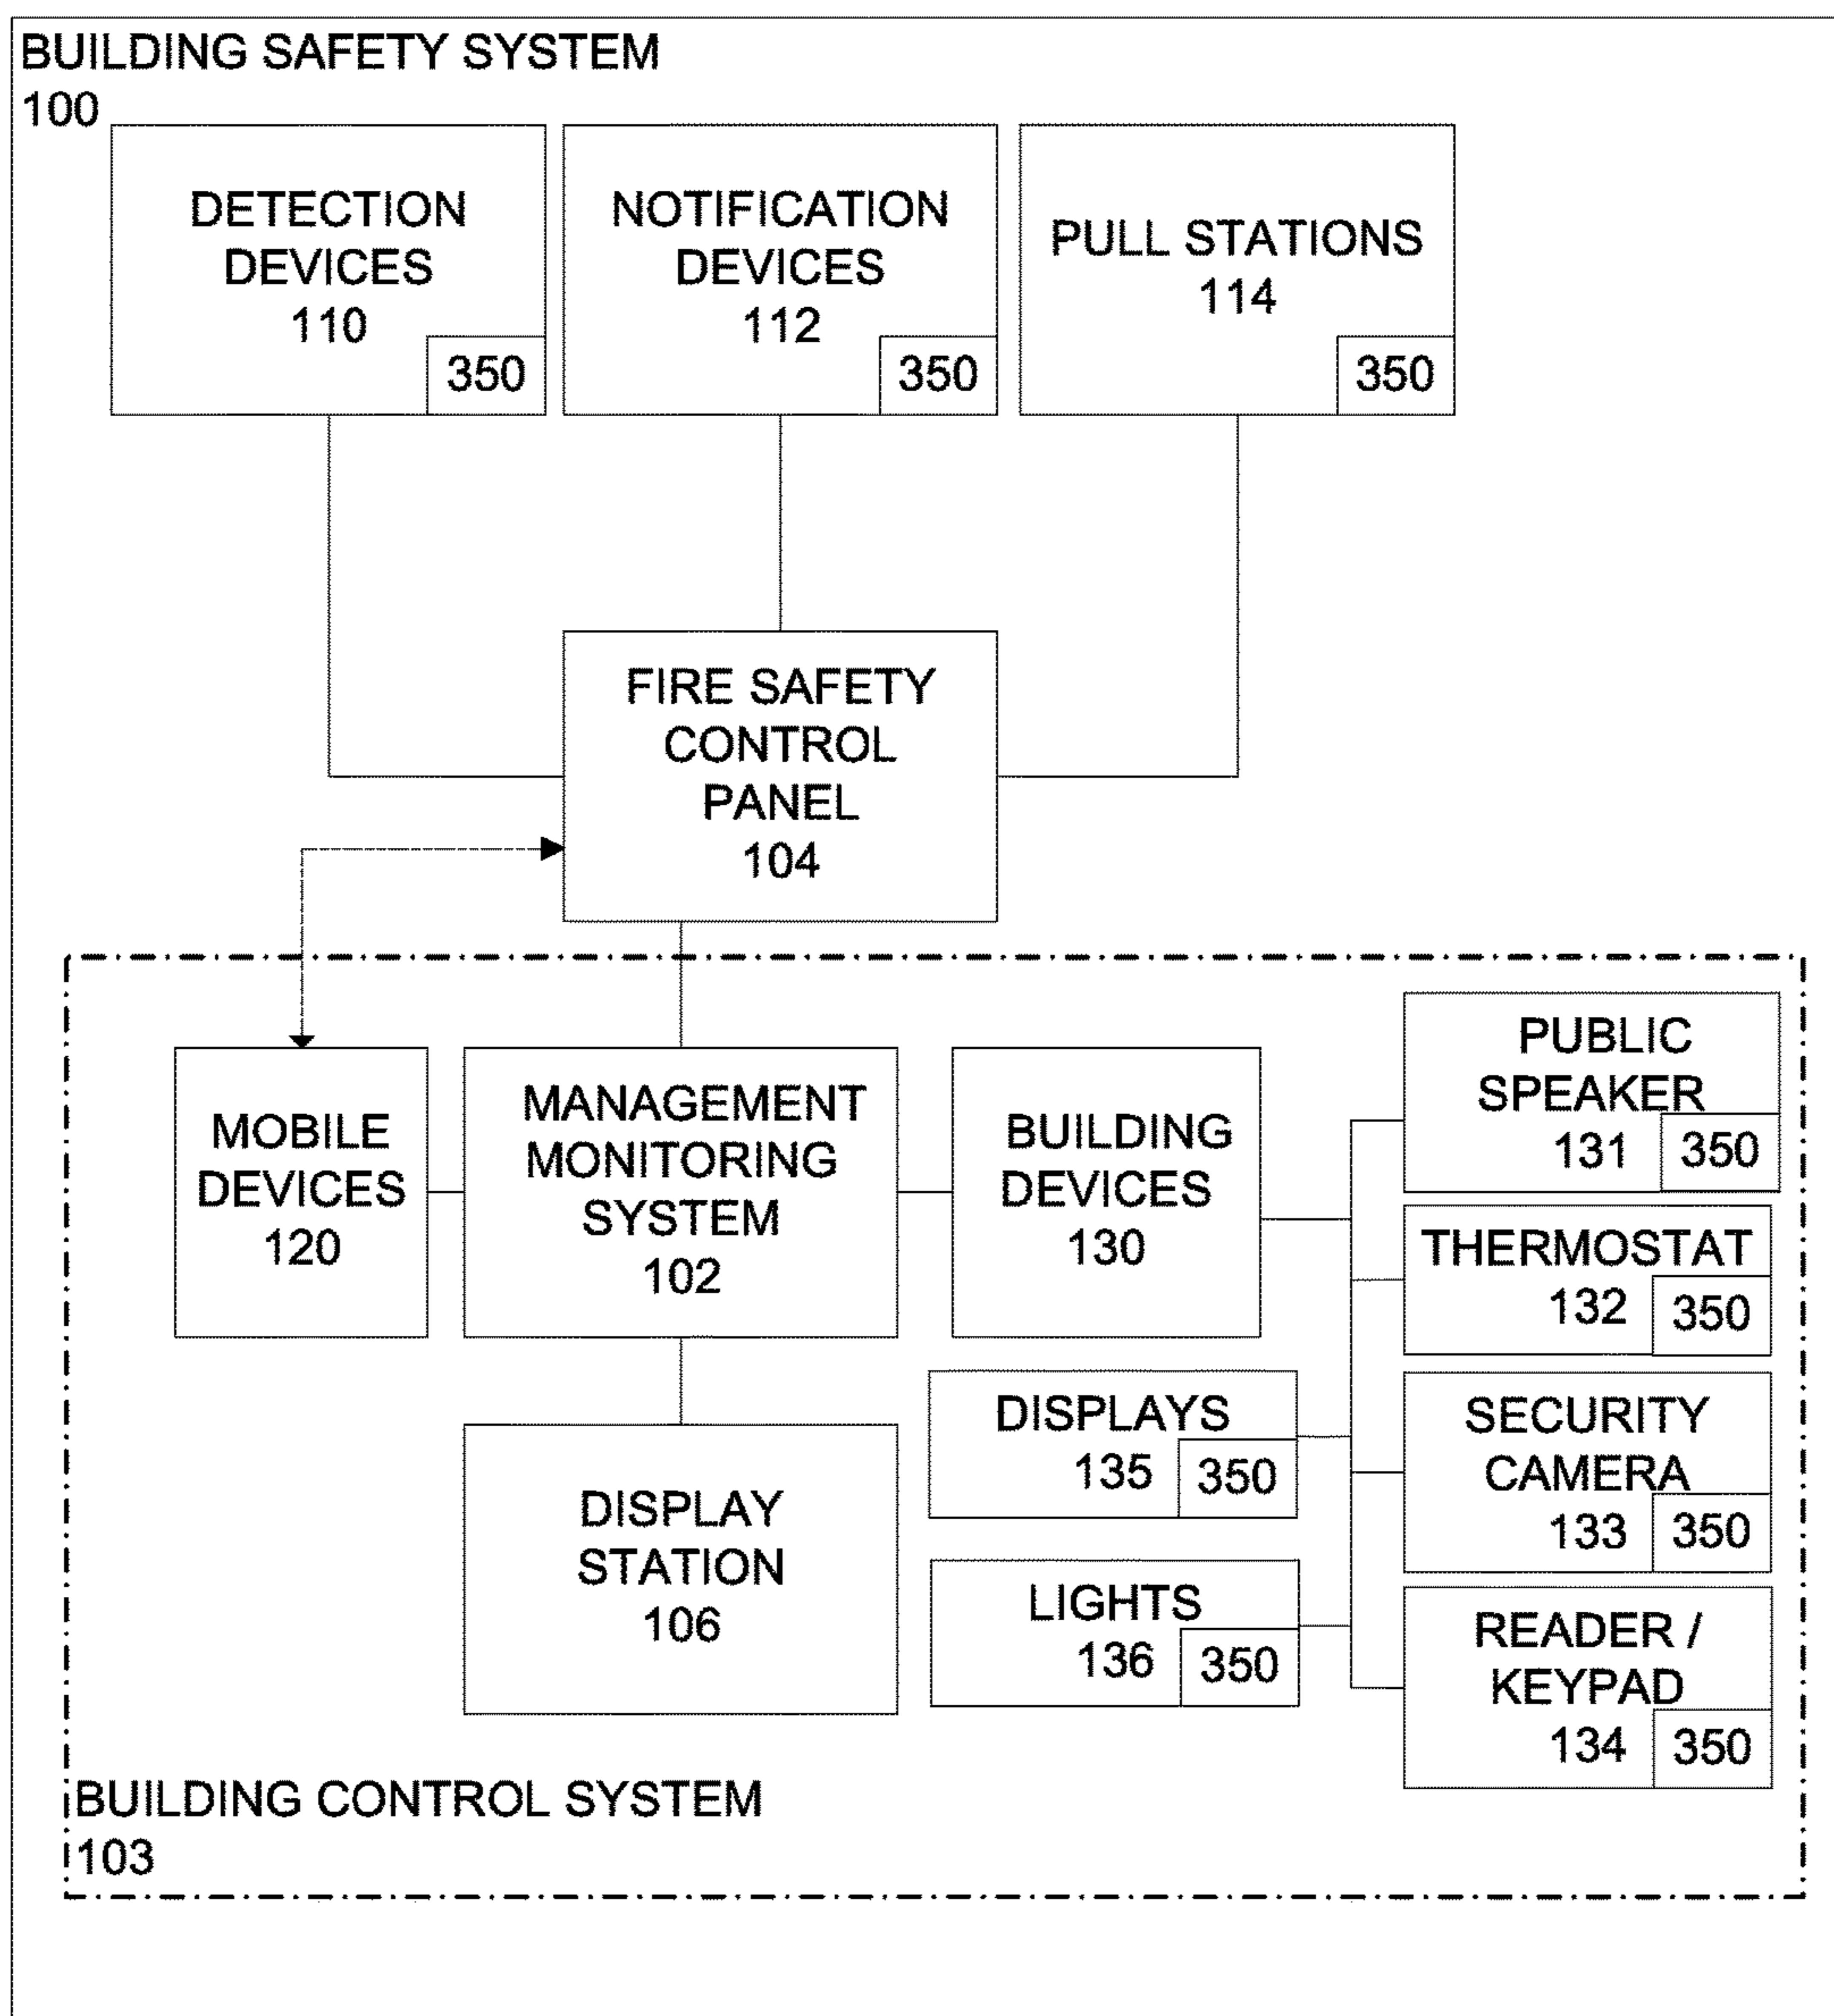 BUILDING SAFETY SYSTEM
100
DETECTION
DEVICES
110
350
NOTIFICATION
DEVICES
112
350
PULL STATIONS
114
350
FIRE SAFETY
CONTROL
PANEL
104
MOBILE
DEVICES
120
MANAGEMENT
MONITORING
SYSTEM
102
BUILDING
DEVICES
130
PUBLIC
SPEAKER
131
350
THERMOSTAT
132
350
DISPLAYS
135
350
SECURITY
CAMERA
133
350
DISPLAY
STATION
106
LIGHTS
136
350
READER /
KEYPAD
134
350
BUILDING CONTROL SYSTEM
103